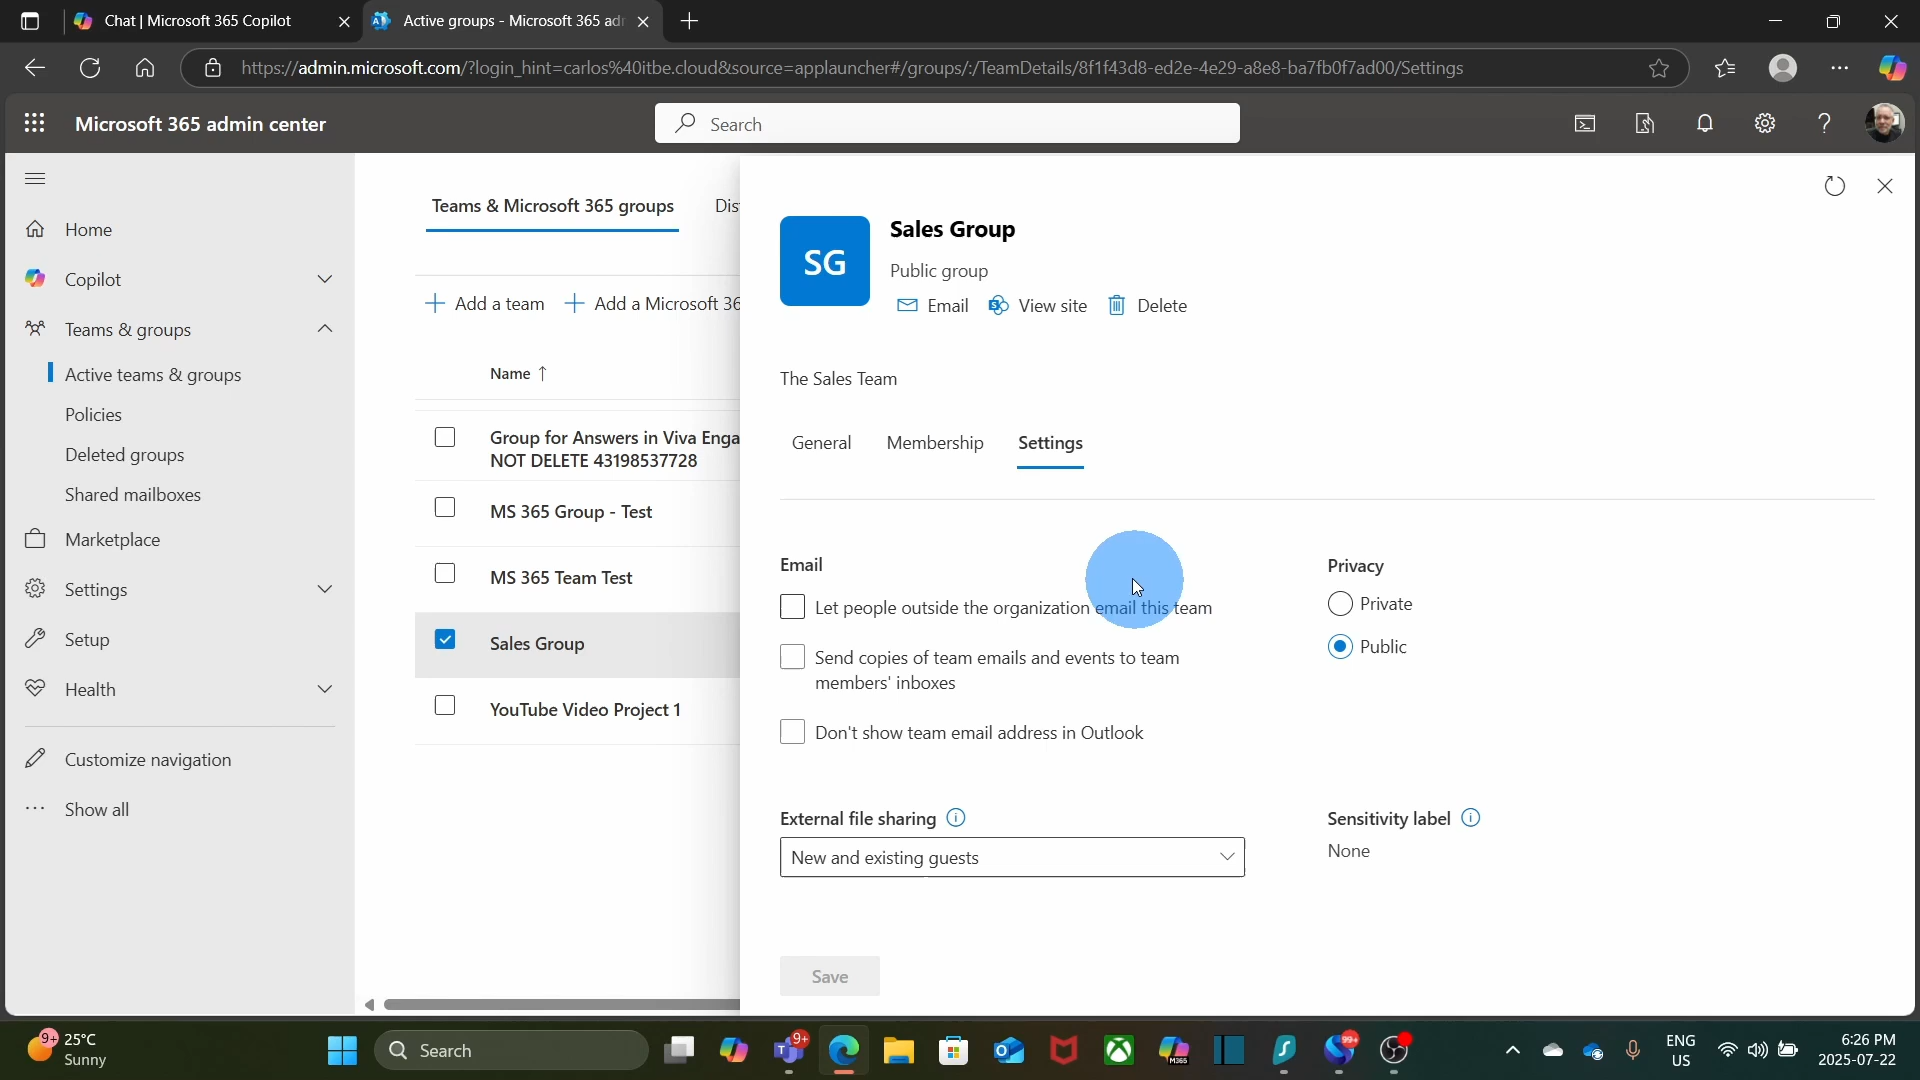 Chat | Microsoft 365 Copilot
Active groups - Microsoft 365 adr
https://admin.microsoft.com/?login_hint=carlos%40itbe.cloud&source=applauncher#/groups/:/TeamDetails/8f1f43d8-ed2e-4e29-a8e8-ba7fb0f7ad00/Settings
Microsoft 365 admin center
Search
Home
Copilot
Teams & groups
Active teams & groups
Policies
Deleted groups
Shared mailboxes
Marketplace
Settings
Setup
Health
Customize navigation
Show all
Teams & Microsoft 365 groups
Dis
Add a team
Add a Microsoft 36
Name ↑
Group for Answers in Viva Enga
NOT DELETE 43198537728
MS 365 Group - Test
MS 365 Team Test
Sales Group
YouTube Video Project 1
SG
Sales Group
Public group
Email
View site
Delete
The Sales Team
General
Membership
Settings
Email
Let people outside the organization email this team
Send copies of team emails and events to team
members' inboxes
Don't show team email address in Outlook
Privacy
Private
Public
External file sharing
New and existing guests
Sensitivity label
None
Save
9+
25°C
Sunny
Search
9+
M365
99+
ENG
US
6:26 PM
2025-07-22